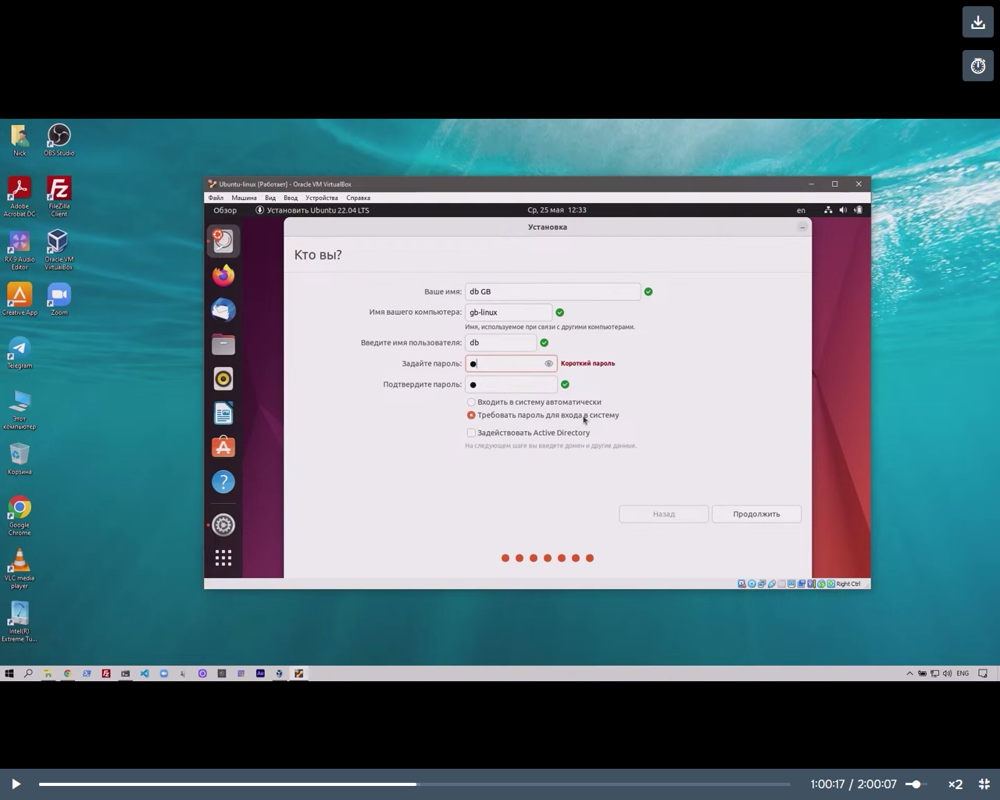 Nick
OBS Studio
Adobe
Acrobat DC
FileZilla
Client
RX 9 Audio
Editor
Oracle VM
VirtualBox
Creative App
Zoom
Telegram
Этот
компьютер
Корзина
Google
Chrome
VLC media
player
Intel(R)
Extreme Tu...
Ubuntu-linux [Работает] - Oracle VM VirtualBox
Файл Машина Вид Ввод Устройства Справка
Обзор Установить Ubuntu 22.04 LTS Ср, 25 мая 12:33 en
Установка
Кто вы?
Ваше имя: db GB
Имя вашего компьютера: gb-linux
Имя, используемое при связи с другими компьютерами.
Введите имя пользователя: db
Задайте пароль: ● Короткий пароль
Подтвердите пароль: ●
Входить в систему автоматически
Требовать пароль для входа в систему
Задействовать Active Directory
На следующем шаге вы введете домен и другие данные.
Назад Продолжить
Right Ctrl
ENG
1:00:17 / 2:00:07 ×2